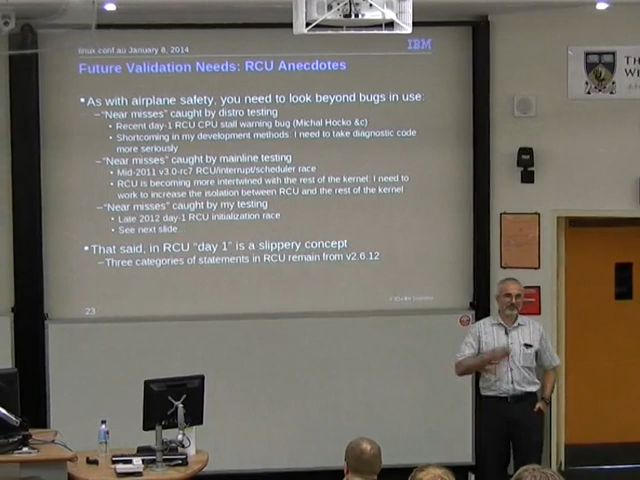 linux.conf.au January 8, 2014
IBM
Future Validation Needs: RCU Anecdotes
•As with airplane safety, you need to look beyond bugs in use:
–“Near misses” caught by distro testing
• Recent day-1 RCU CPU stall warning bug (Michal Hocko &c)
• Shortcoming in my development methods: I need to take diagnostic code
more seriously
–“Near misses” caught by mainline testing
• Mid-2011 v3.0-rc7 RCU/interrupt/scheduler race
• RCU is becoming more intertwined with the rest of the kernel: I need to
work to increase the isolation between RCU and the rest of the kernel
–“Near misses” caught by my testing
• Late 2012 day-1 RCU initialization race
• See next slide
•That said, in RCU “day 1” is a slippery concept
–Three categories of statements in RCU remain from v2.6.12
23
TH
W